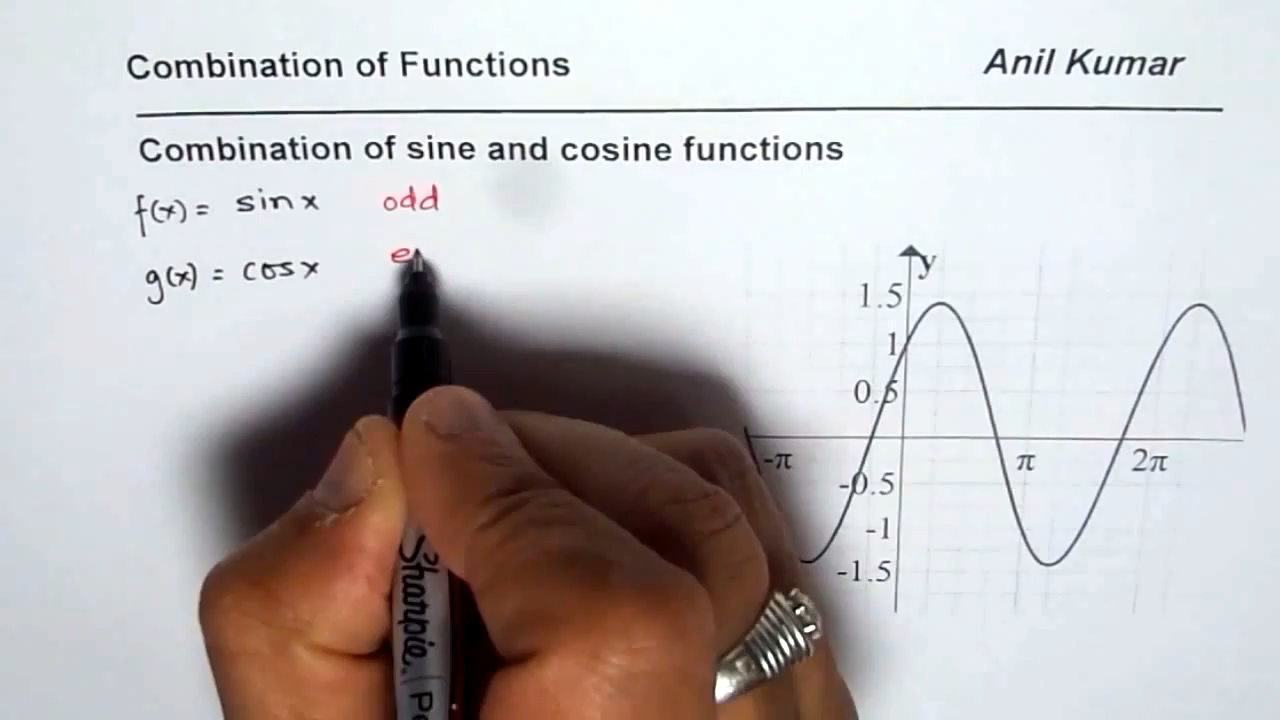 Combination of Functions
Anil Kumar
Combination of sine and cosine functions
f(x) = sin x odd
g(x) = cos x e
y
1.5
1
0.5
-π π 2π
-0.5
-1
-1.5
Sharpie.